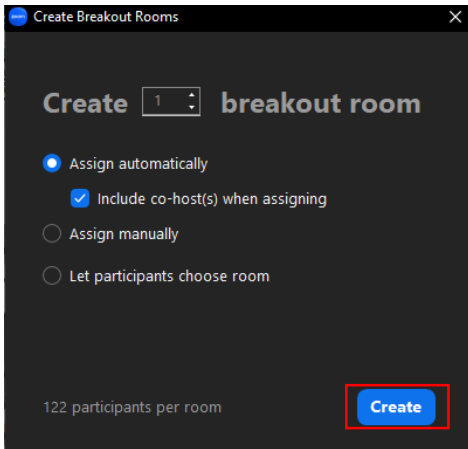 Create Breakout Rooms
Create 1 breakout room
Assign automatically
Include co-host(s) when assigning
Assign manually
Let participants choose room
122 participants per room
Create